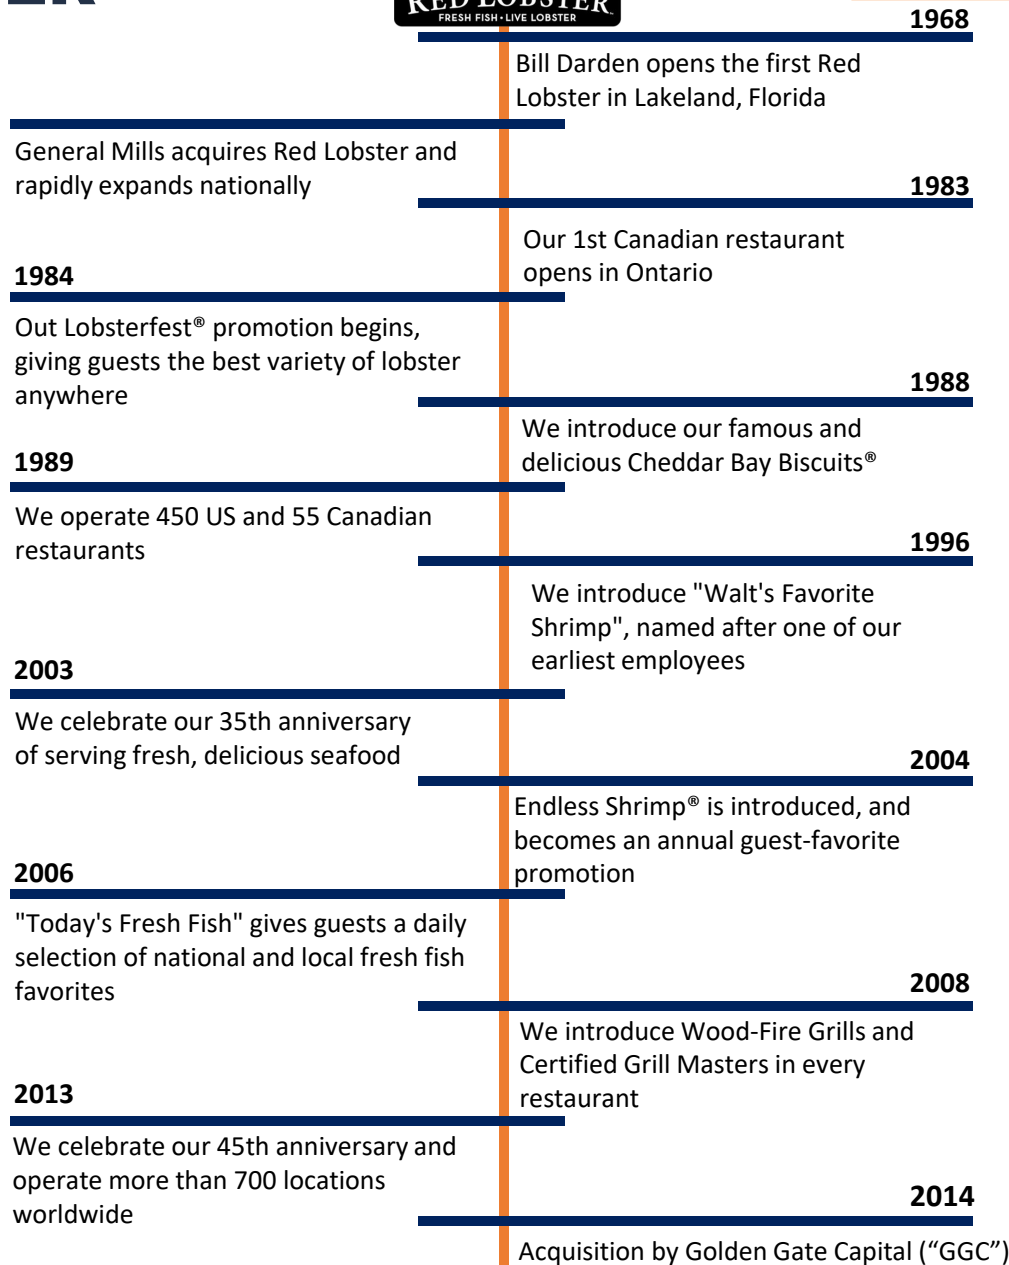 RED LOBSTER
FRESH FISH • LIVE LOBSTER
1968
Bill Darden opens the first Red
Lobster in Lakeland, Florida
General Mills acquires Red Lobster and
rapidly expands nationally
1983
Our 1st Canadian restaurant
opens in Ontario
1984
Out Lobsterfest® promotion begins,
giving guests the best variety of lobster
anywhere
1988
We introduce our famous and
delicious Cheddar Bay Biscuits®
1989
We operate 450 US and 55 Canadian
restaurants
1996
We introduce "Walt's Favorite
Shrimp", named after one of our
earliest employees
2003
We celebrate our 35th anniversary
of serving fresh, delicious seafood
2004
Endless Shrimp® is introduced, and
becomes an annual guest-favorite
promotion
2006
"Today's Fresh Fish" gives guests a daily
selection of national and local fresh fish
favorites
2008
We introduce Wood-Fire Grills and
Certified Grill Masters in every
restaurant
2013
We celebrate our 45th anniversary and
operate more than 700 locations
worldwide
2014
Acquisition by Golden Gate Capital (“GGC”)